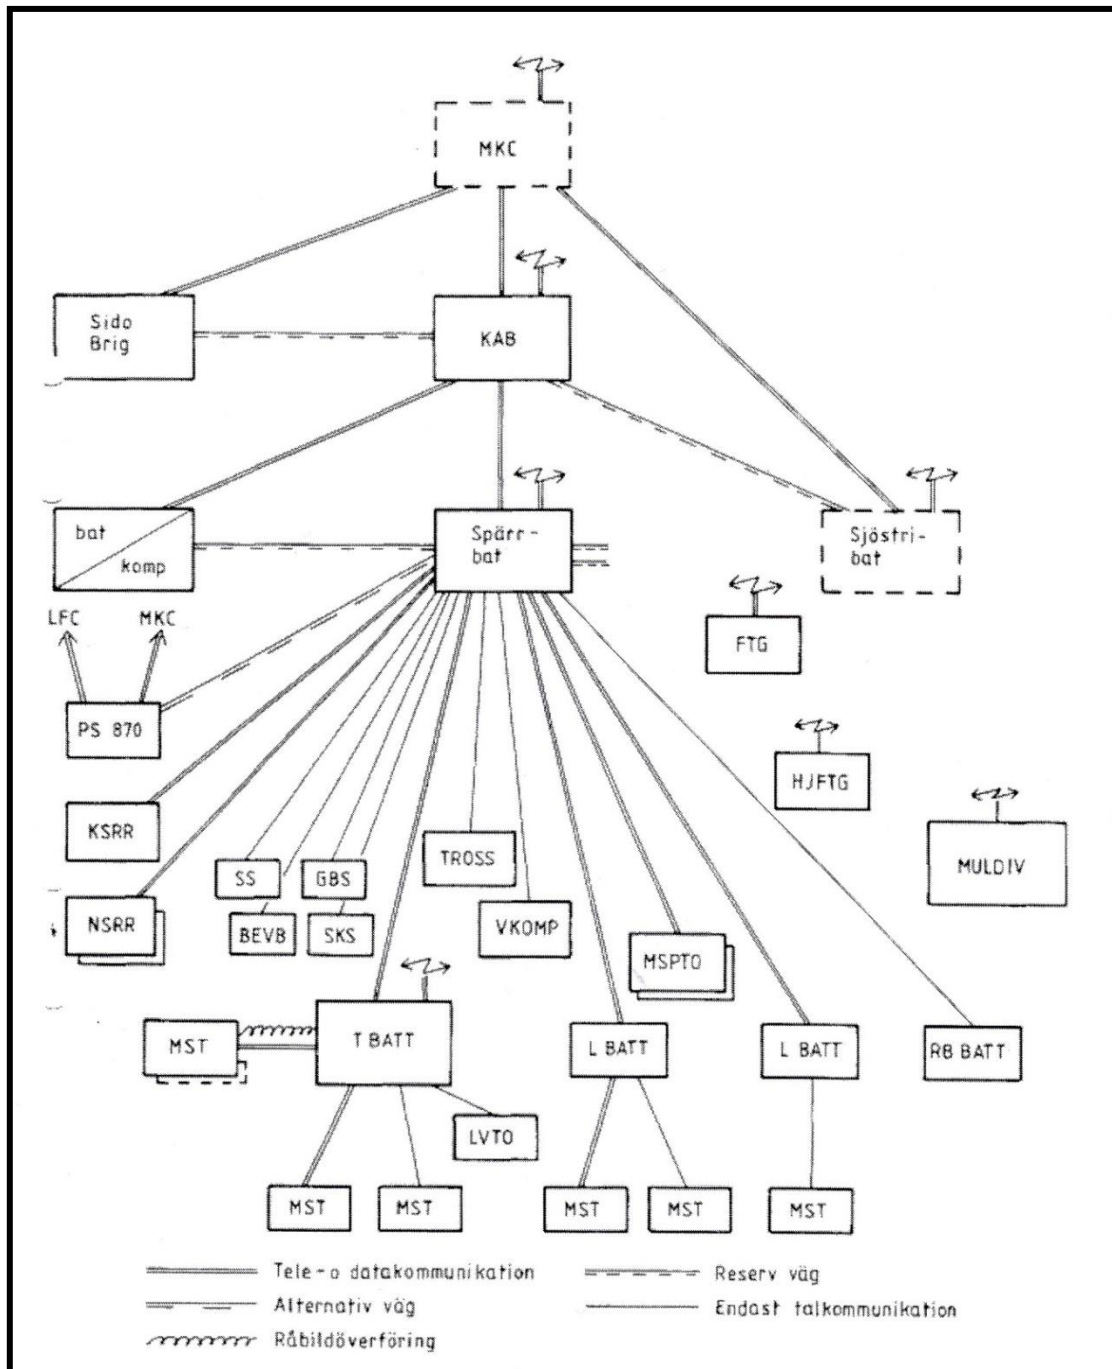 MKC
Sido
Brig
KAB
bat
komp
Spärr-
bat
Sjöstri-
bat
LFC
MKC
FTG
PS 870
HJFTG
KSRR
TROSS
MULDIV
SS
GBS
NSRR
BEVB
SKS
VKOMP
MSPTO
MST
T BATT
L BATT
L BATT
RB BATT
LVTO
MST
MST
MST
MST
MST
Tele-o datakommunikation
Reserv väg
Alternativ väg
Endast talkommunikation
Råbildöverföring